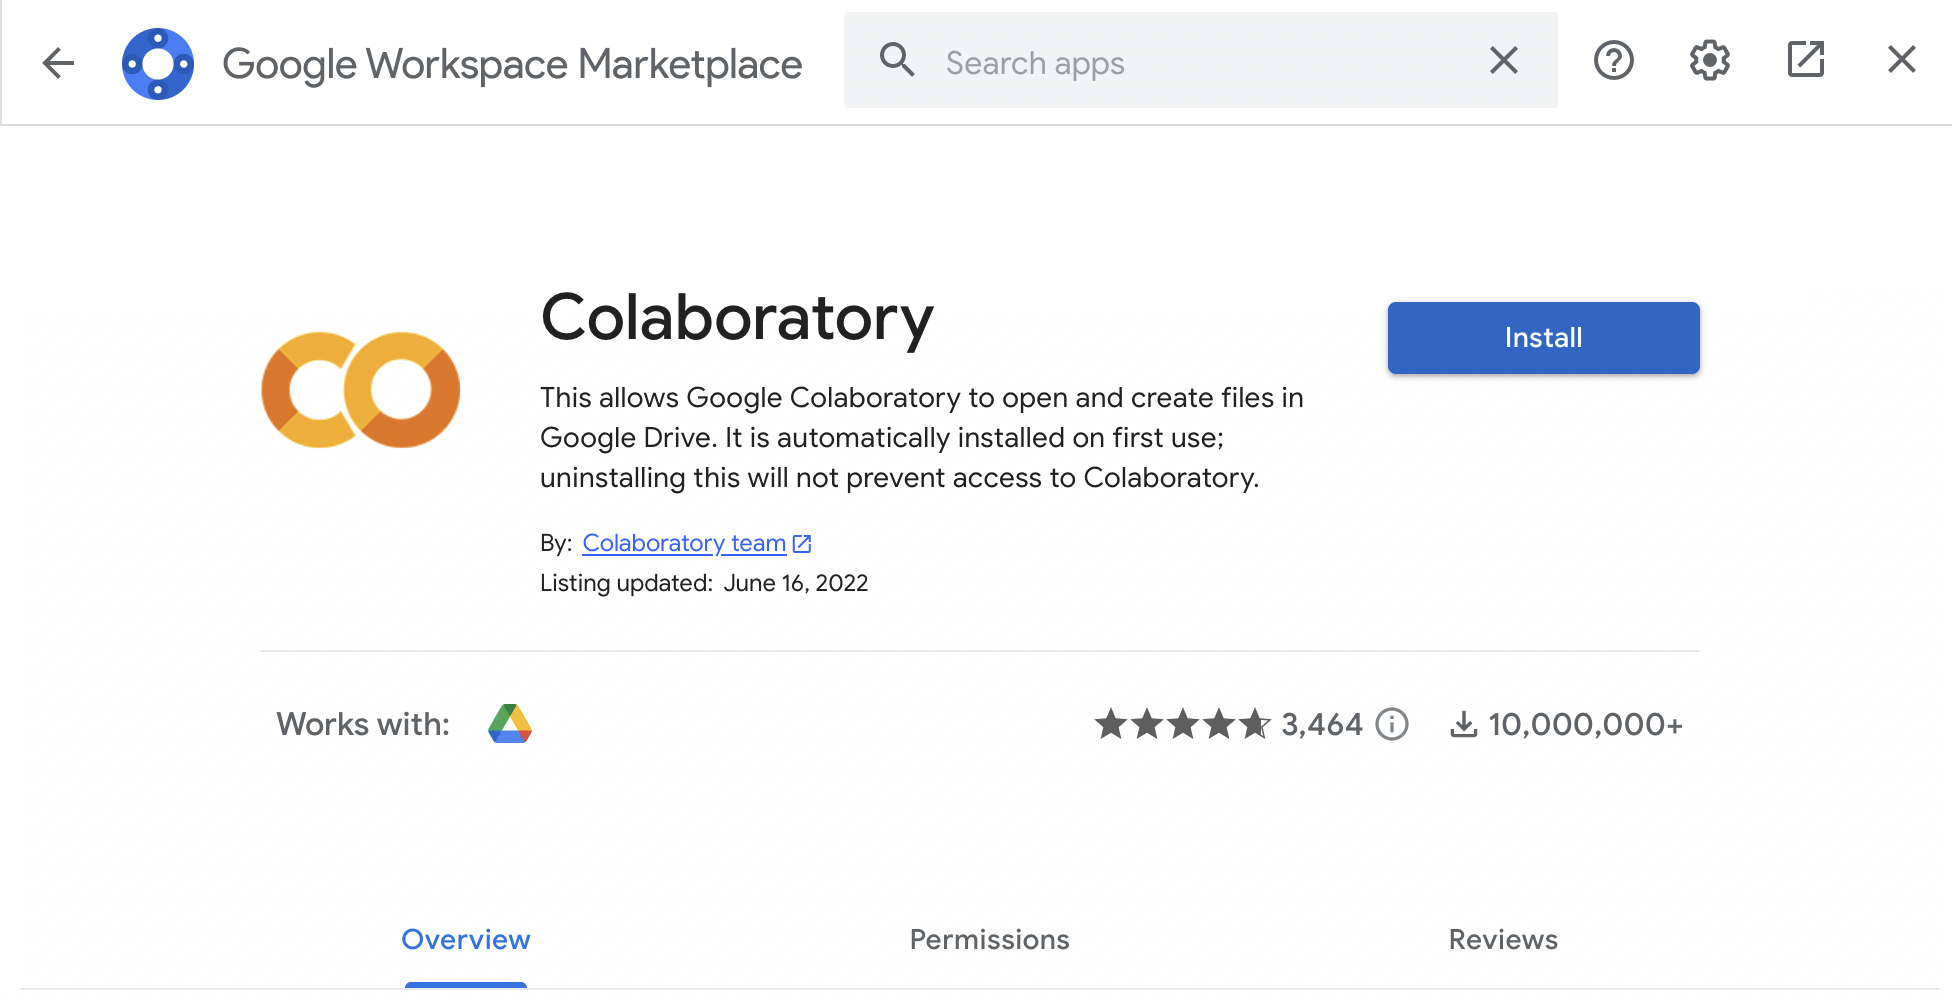 Google Workspace Marketplace
Search apps
Colaboratory
Install
This allows Google Colaboratory to open and create files in
Google Drive. It is automatically installed on first use;
uninstalling this will not prevent access to Colaboratory.
By: Colaboratory team
Listing updated: June 16, 2022
Works with:
3,464
10,000,000+
Overview
Permissions
Reviews